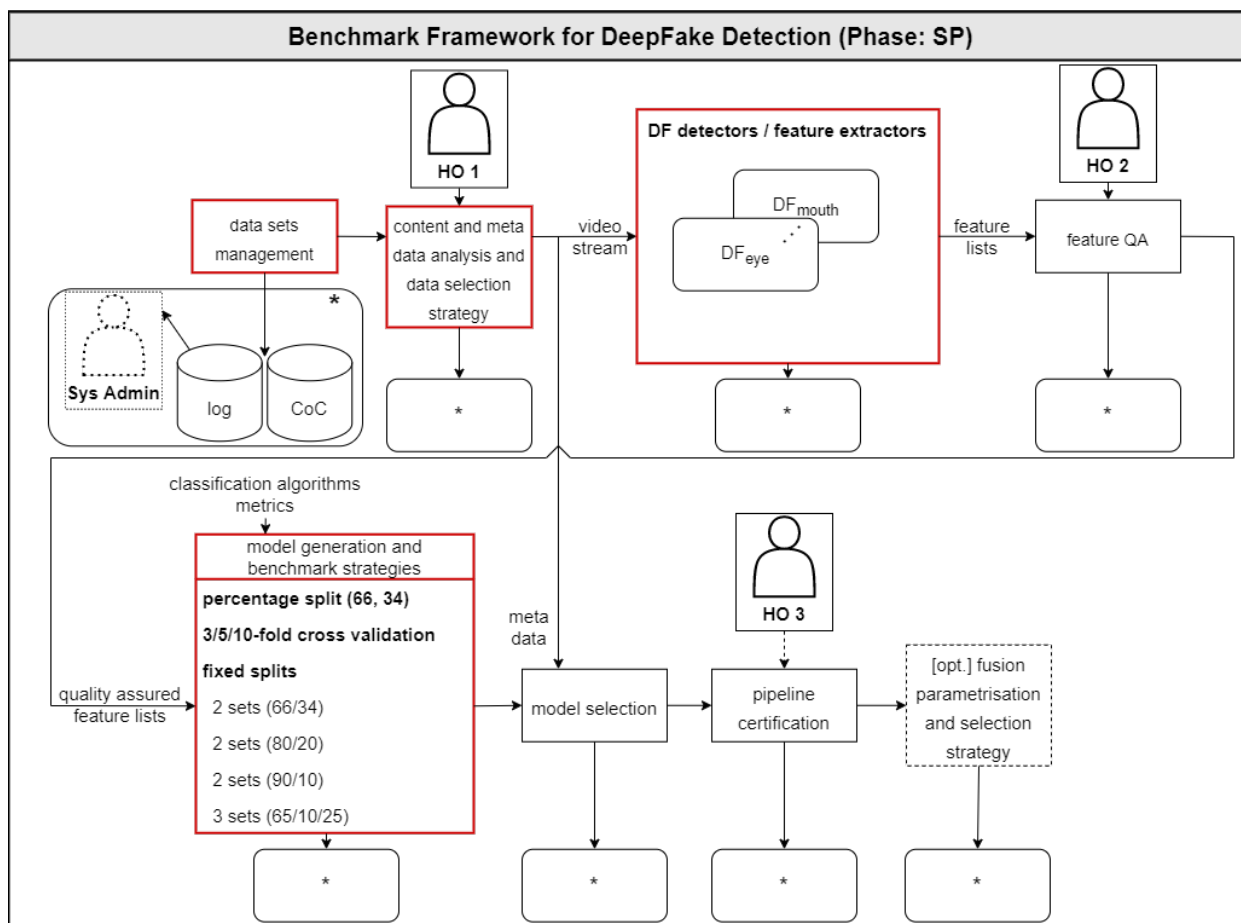 Benchmark Framework for DeepFake Detection (Phase: SP)
HO 1
HO 2
data sets
management
content and meta
data analysis and
data selection
strategy
video
stream
DF detectors / feature extractors
DFmouth
DFeye
feature
lists
feature QA
*
Sys Admin
log
CoC
*
*
*
classification algorithms
metrics
model generation and
benchmark strategies
percentage split (66, 34)
3/5/10-fold cross validation
fixed splits
2 sets (66/34)
2 sets (80/20)
2 sets (90/10)
3 sets (65/10/25)
quality assured
feature lists
meta
data
model selection
HO 3
pipeline
certification
[opt.] fusion
parametrisation
and selection
strategy
*
*
*
*